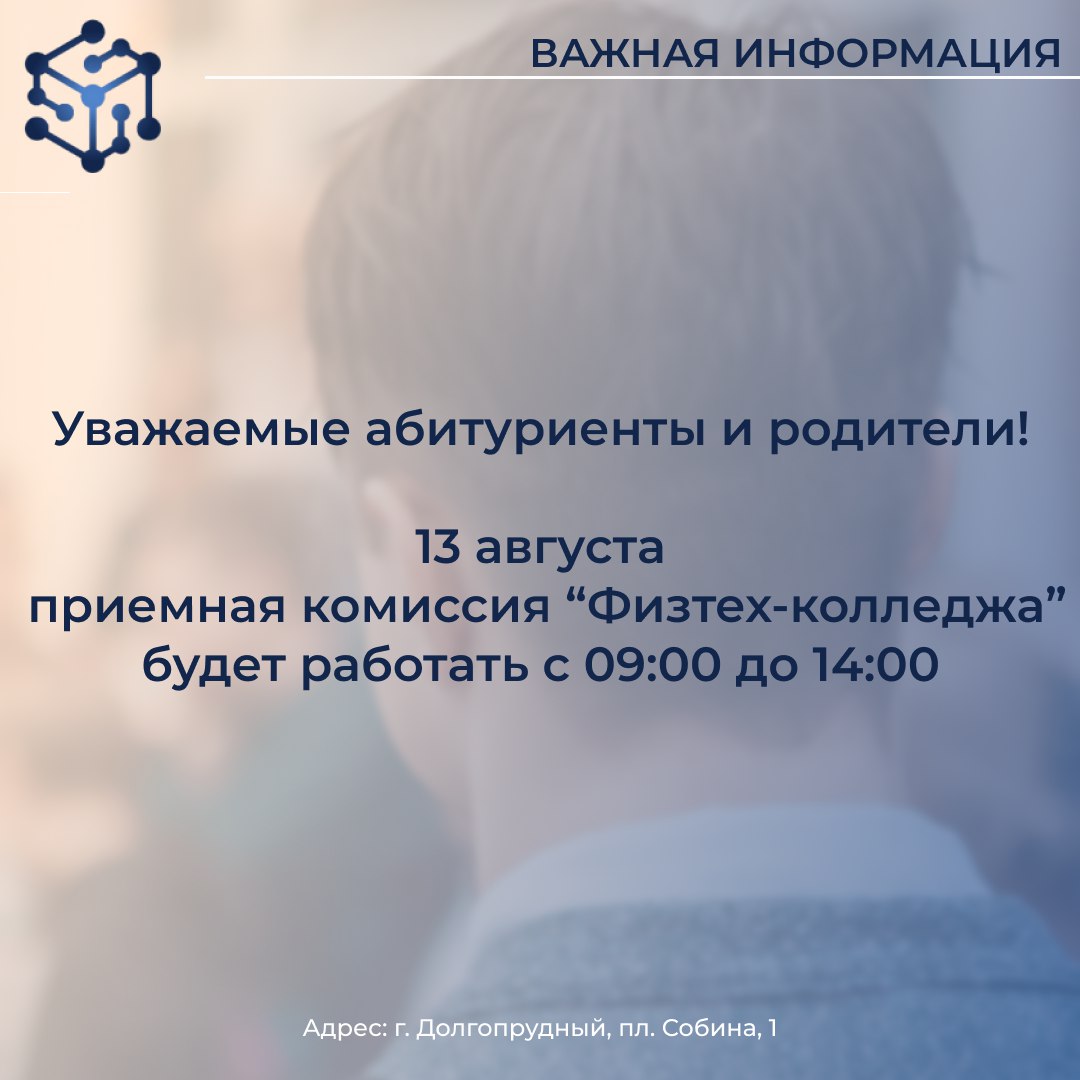 ВАЖНАЯ ИНФОРМАЦИЯ
Уважаемые абитуриенты и родители!
13 августа
приемная комиссия “Физтех-колледжа”
будет работать с 09:00 до 14:00
Адрес: г. Долгопрудный, пл. Собина, 1